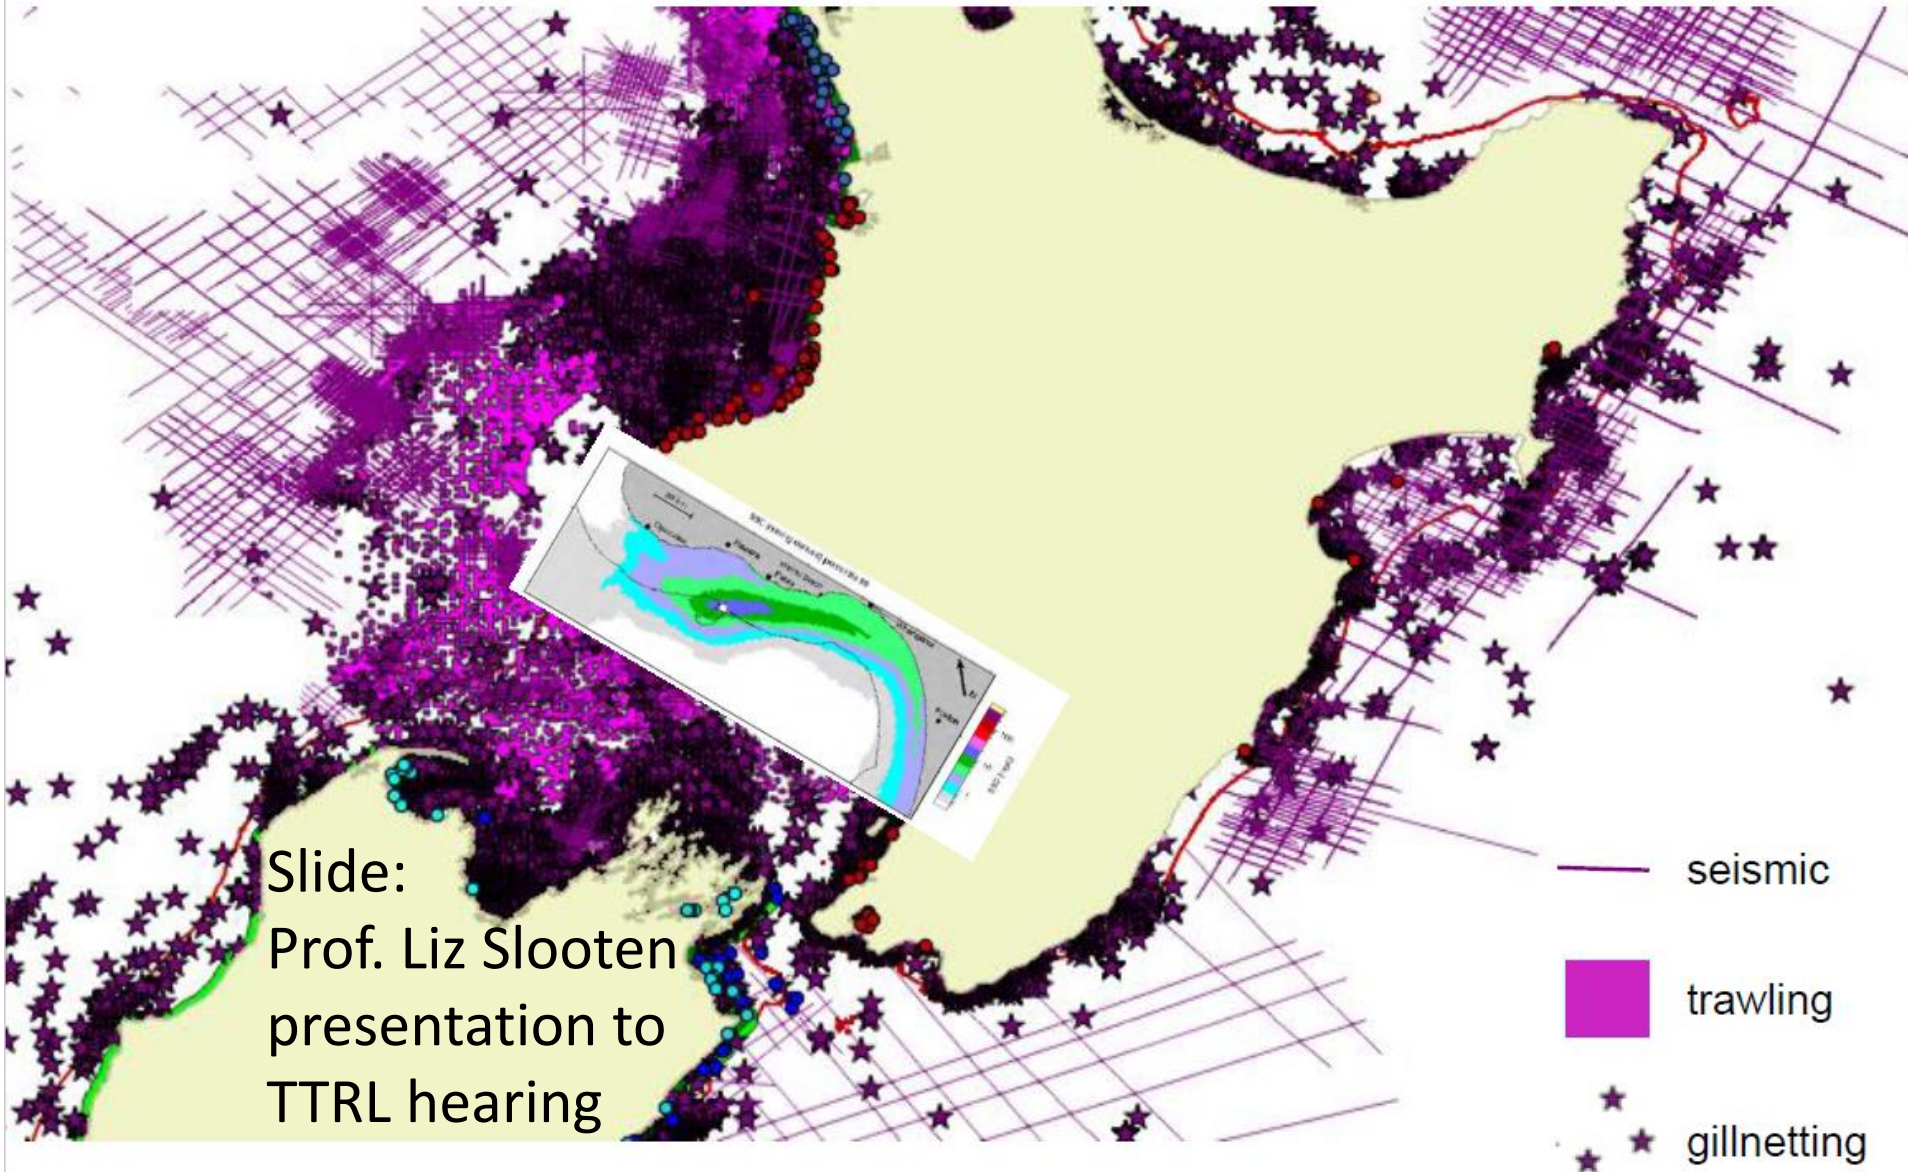 Slide:
Prof. Liz Slooten
presentation to
TTRL hearing
seismic
trawling
gillnetting